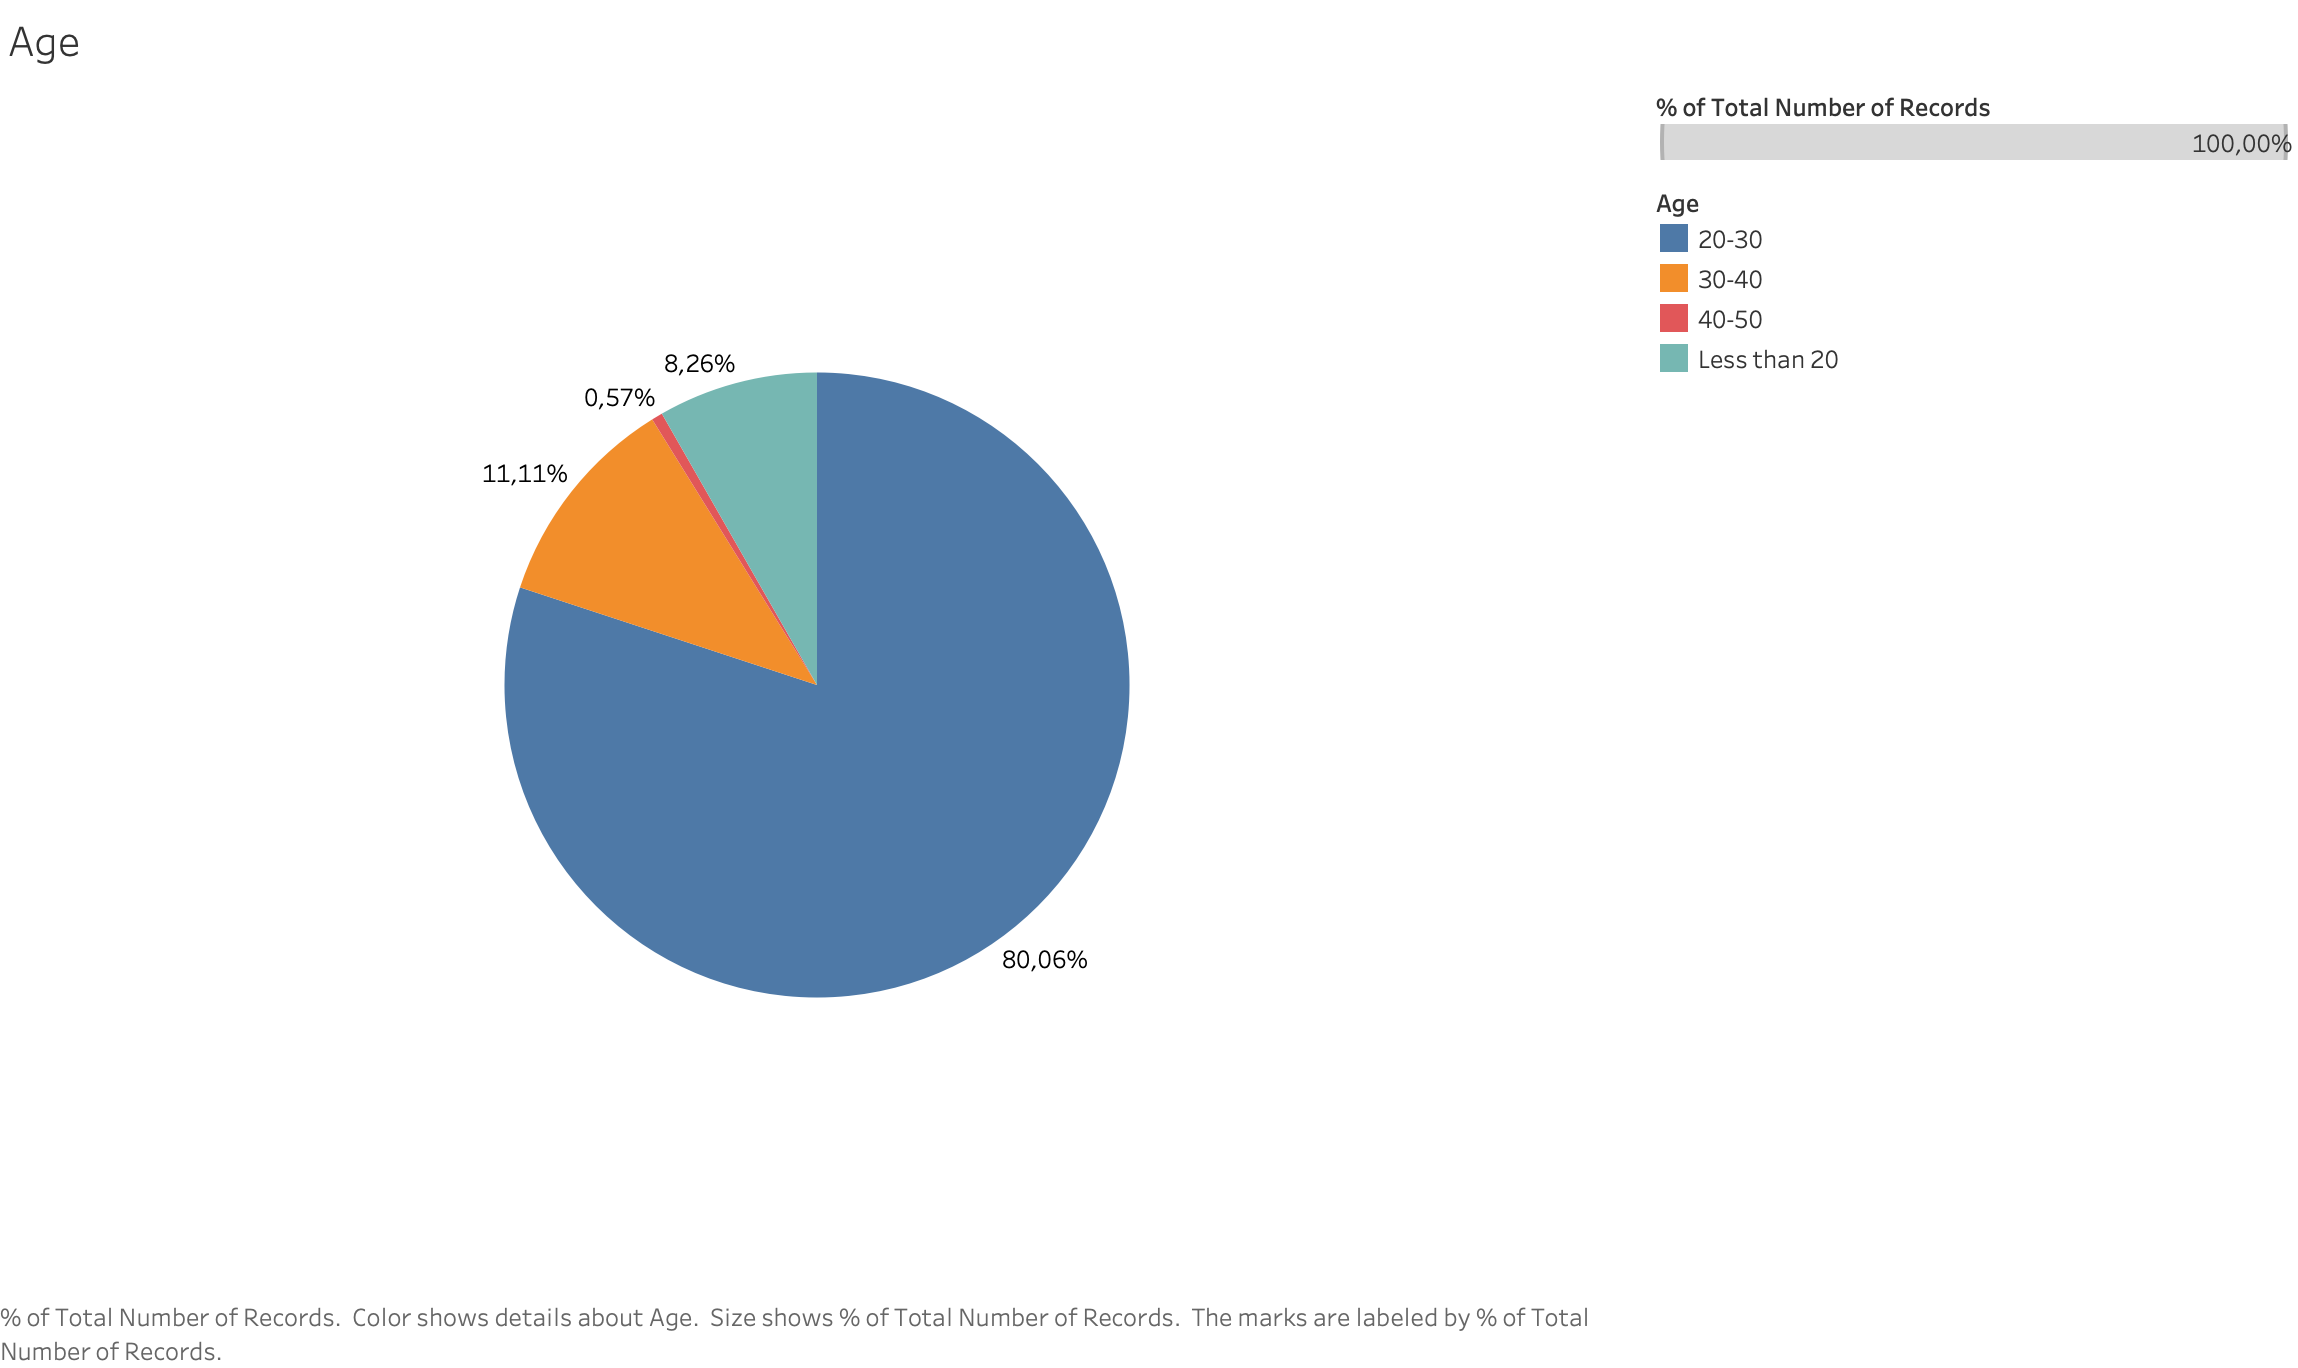 Age
% of Total Number of Records
100,00%
Age
20-30
30-40
40-50
Less than 20
8,26%
0,57%
11,11%
80,06%
% of Total Number of Records.  Color shows details about Age.  Size shows % of Total Number of Records.  The marks are labeled by % of Total
Number of Records.